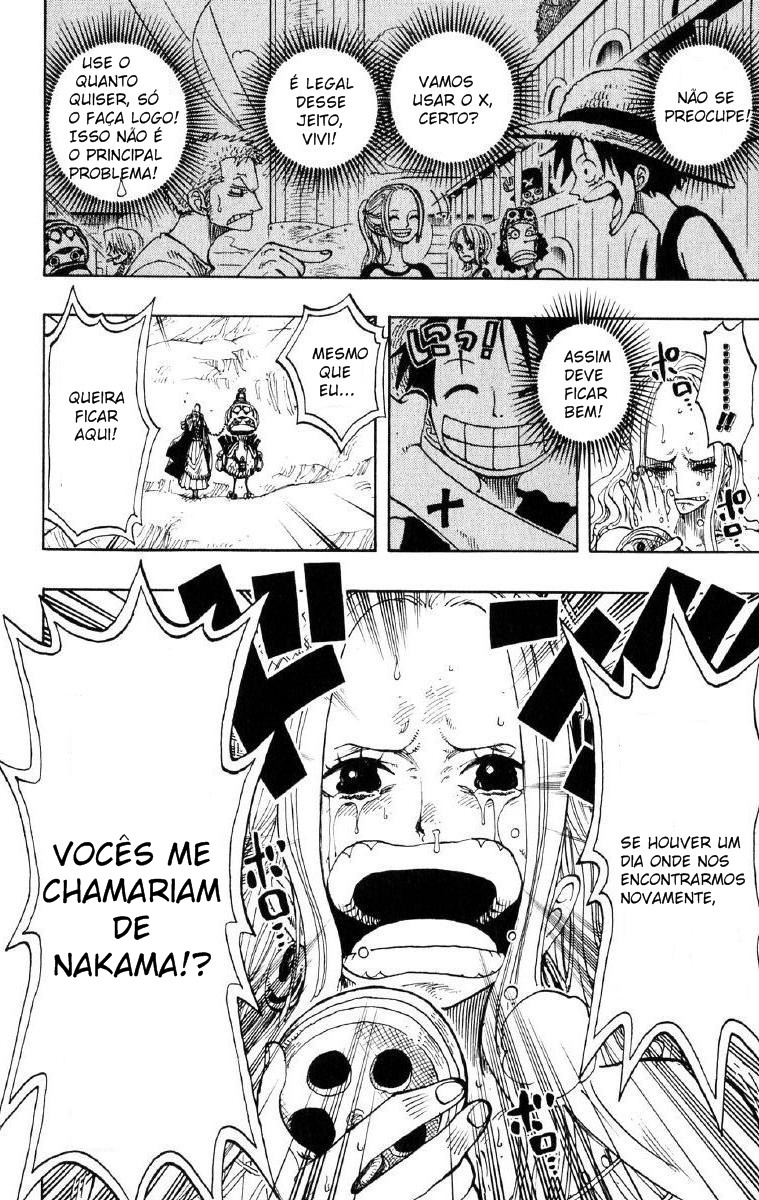 NÃO SE
PREOCUPE!
VAMOS
USAR O X,
CERTO?
É LEGAL
DESSE
JEITO,
VIVI!
USE O
QUANTO
QUISER, SÓ
O FAÇA LOGO!
ISSO NÃO É
O PRINCIPAL
PROBLEMA!
ASSIM
DEVE
FICAR
BEM!
MESMO
QUE
EU...
QUEIRA
FICAR
AQUI!
SE HOUVER UM
DIA ONDE NOS
ENCONTRARMOS
NOVAMENTE,
VOCÊS ME
CHAMARIAM
DE
NAKAMA!?